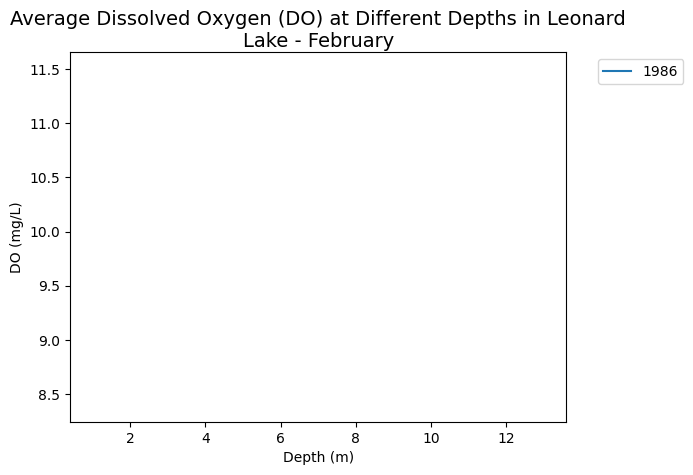 Average Dissolved Oxygen (DO) at Different Depths in Leonard
Lake - February
1986
11.5
11.0
10.5
10.0
9.5
9.0
8.5
DO (mg/L)
2 4 6 8 10 12
Depth (m)